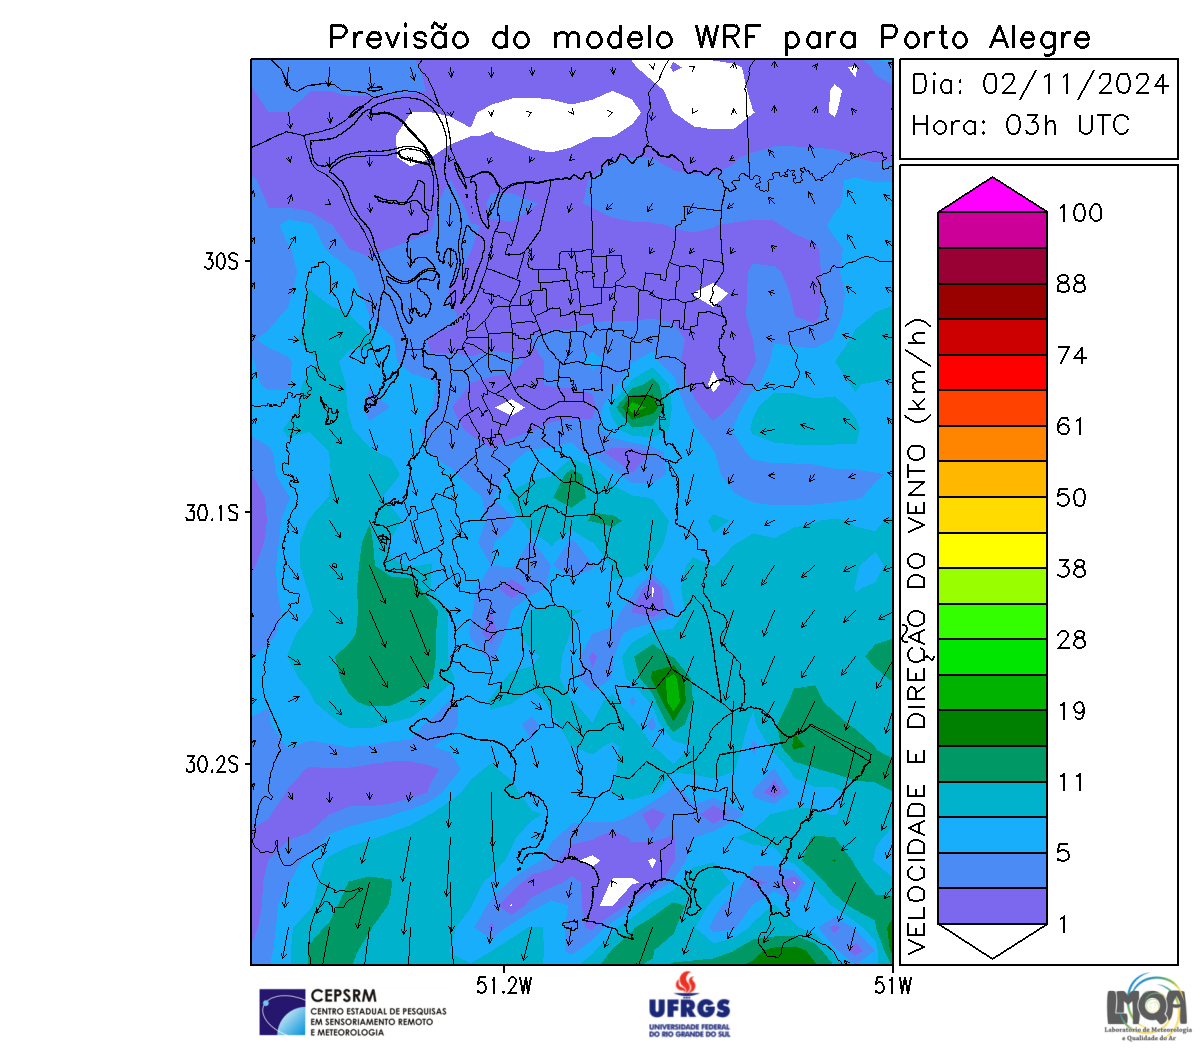 Previsão do modelo WRF para Porto Alegre
Dia: 02/11/2024
Hora: 03h UTC
100
88
74
61
50
38
28
19
11
5
1
VELOCIDADE E DIREÇÃO DO VENTO (km/h)
30S
30.1S
30.2S
51.2W
51W
CEPSRM
CENTRO ESTADUAL DE PESQUISAS
EM SENSORIAMENTO REMOTO
E METEOROLOGIA
UFRGS
UNIVERSIDADE FEDERAL
DO RIO GRANDE DO SUL
LMQA
Laboratório de Meteorologia
e Qualidade do Ar